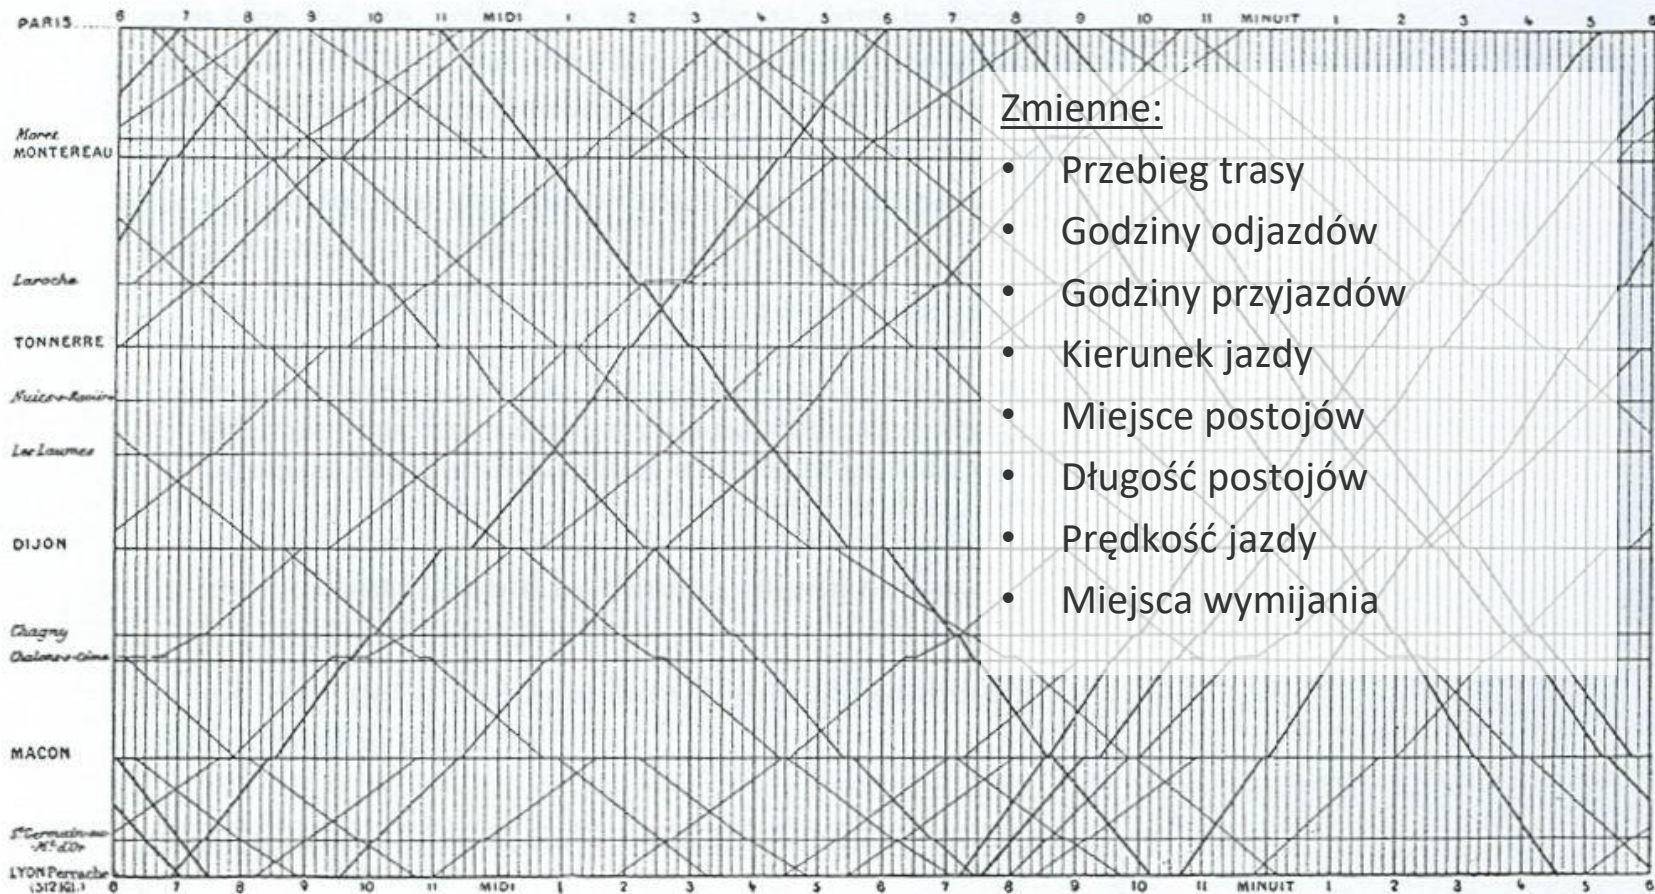 PARIS...... 6 7 8 9 10 11 MIDI 1 2 3 4 5 6 7 8 9 10 11 MINUIT 1 2 3 4 5 6
Moret
MONTEREAU
Laroche
TONNERRE
Les Laumes
DIJON
Chagny
MACON
LYON Perrache
6 7 8 9 10 11 MIDI 1 2 3 4 5 6 7 8 9 10 11 MINUIT 1 2 3 4 5 6
Zmienne:
• Przebieg trasy
• Godziny odjazdów
• Godziny przyjazdów
• Kierunek jazdy
• Miejsce postojów
• Długość postojów
• Prędkość jazdy
• Miejsca wymijania